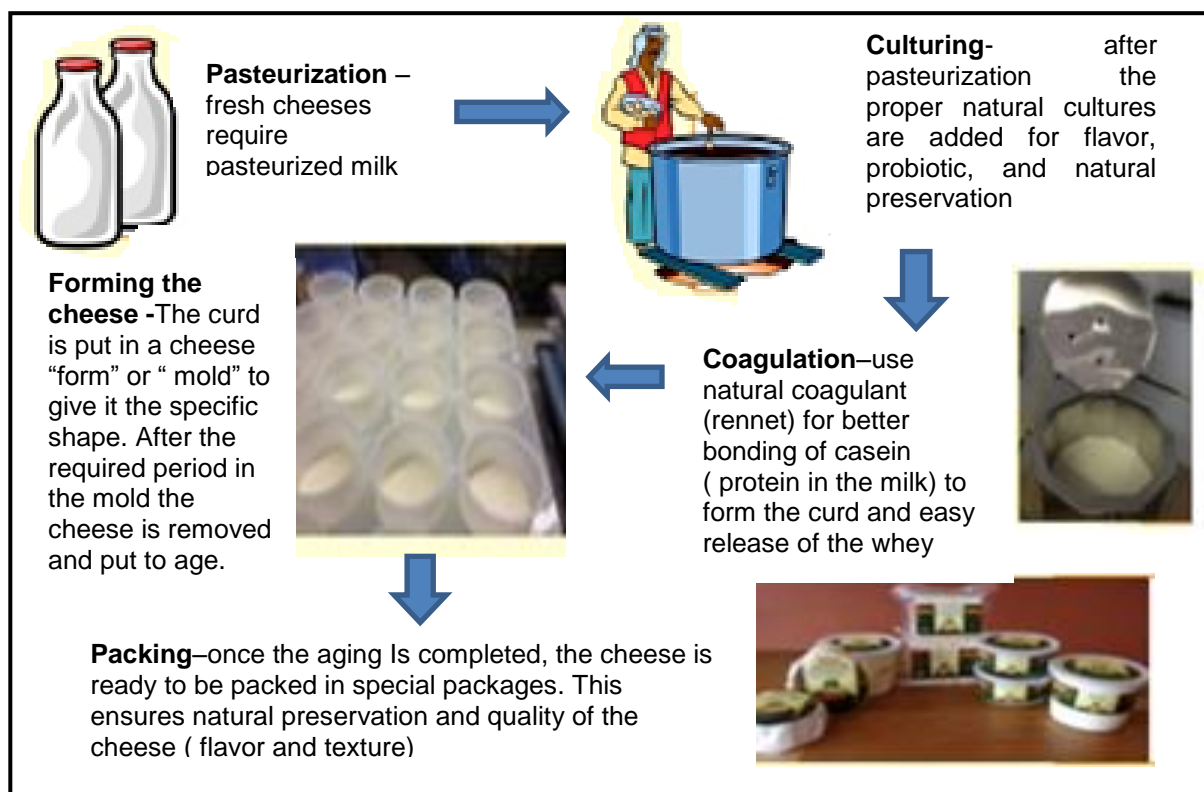 Pasteurization –
fresh cheeses
require
pasteurized milk
Culturing- after
pasteurization the
proper natural cultures
are added for flavor,
probiotic, and natural
preservation
Coagulation–use
natural coagulant
(rennet) for better
bonding of casein
( protein in the milk) to
form the curd and easy
release of the whey
Forming the
cheese -The curd
is put in a cheese
“form” or “ mold” to
give it the specific
shape. After the
required period in
the mold the
cheese is removed
and put to age.
Packing–once the aging Is completed, the cheese is
ready to be packed in special packages. This
ensures natural preservation and quality of the
cheese ( flavor and texture)